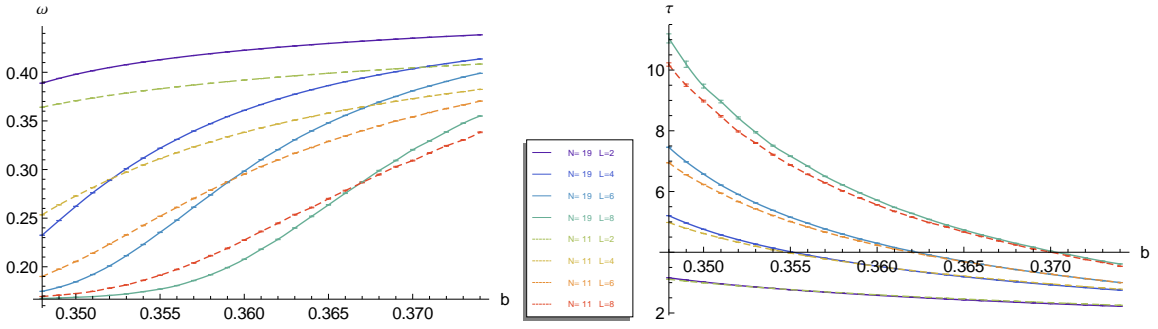 ω
0.40
0.35
0.30
0.25
0.20
0.350
0.355
0.360
0.365
0.370
b
N= 19 L=2
N= 19 L=4
N= 19 L=6
N= 19 L=8
N= 11 L=2
N= 11 L=4
N= 11 L=6
N= 11 L=8
τ
10
8
6
4
2
0.350
0.355
0.360
0.365
0.370
b